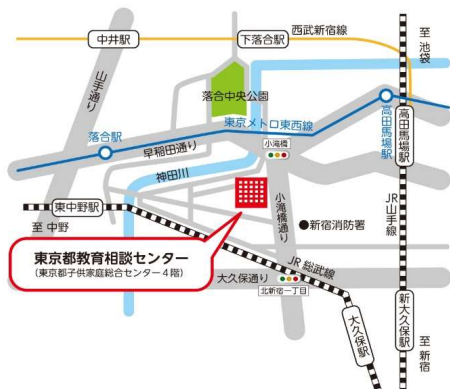 西武新宿線
至 池袋
中井駅
下落合駅
山手通り
落合中央公園
東京メトロ東西線
高田馬場駅
高田馬場駅
落合駅
早稲田通り
小滝橋
神田川
JR山手線
東中野駅
小滝橋通り
新宿消防署
至 中野
東京都教育相談センター
(東京都子供家庭総合センター4階)
JR 総武線
大久保通り
北新宿一丁目
新大久保駅
大久保駅
至 新宿